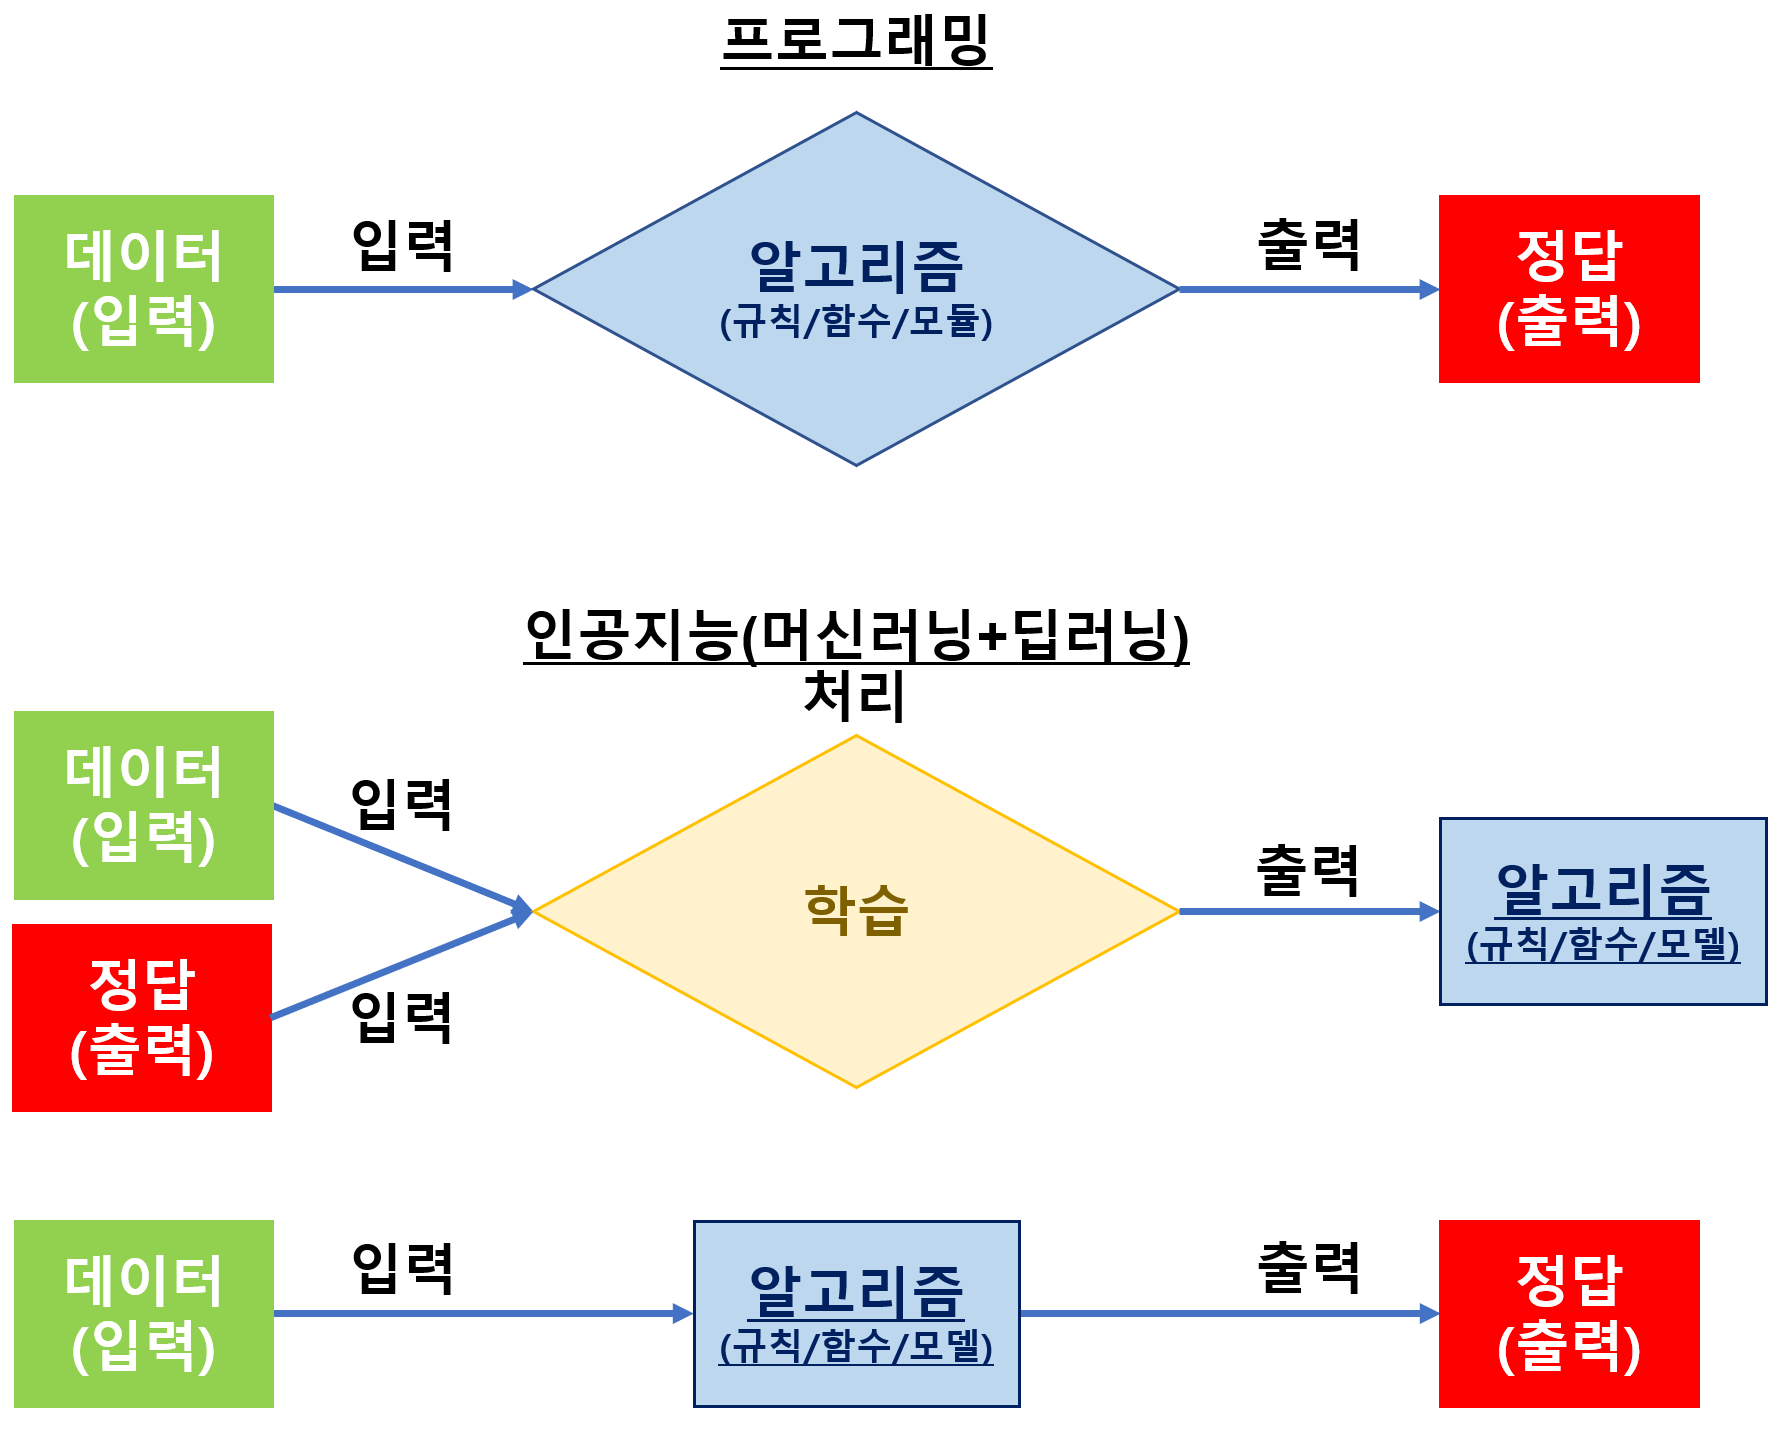 프로그래밍
데이터
(입력)
입력
알고리즘
(규칙/함수/모듈)
출력
정답
(출력)
인공지능(머신러닝+딥러닝)
처리
데이터
(입력)
입력
정답
(출력)
입력
학습
출력
알고리즘
(규칙/함수/모델)
데이터
(입력)
입력
알고리즘
(규칙/함수/모델)
출력
정답
(출력)